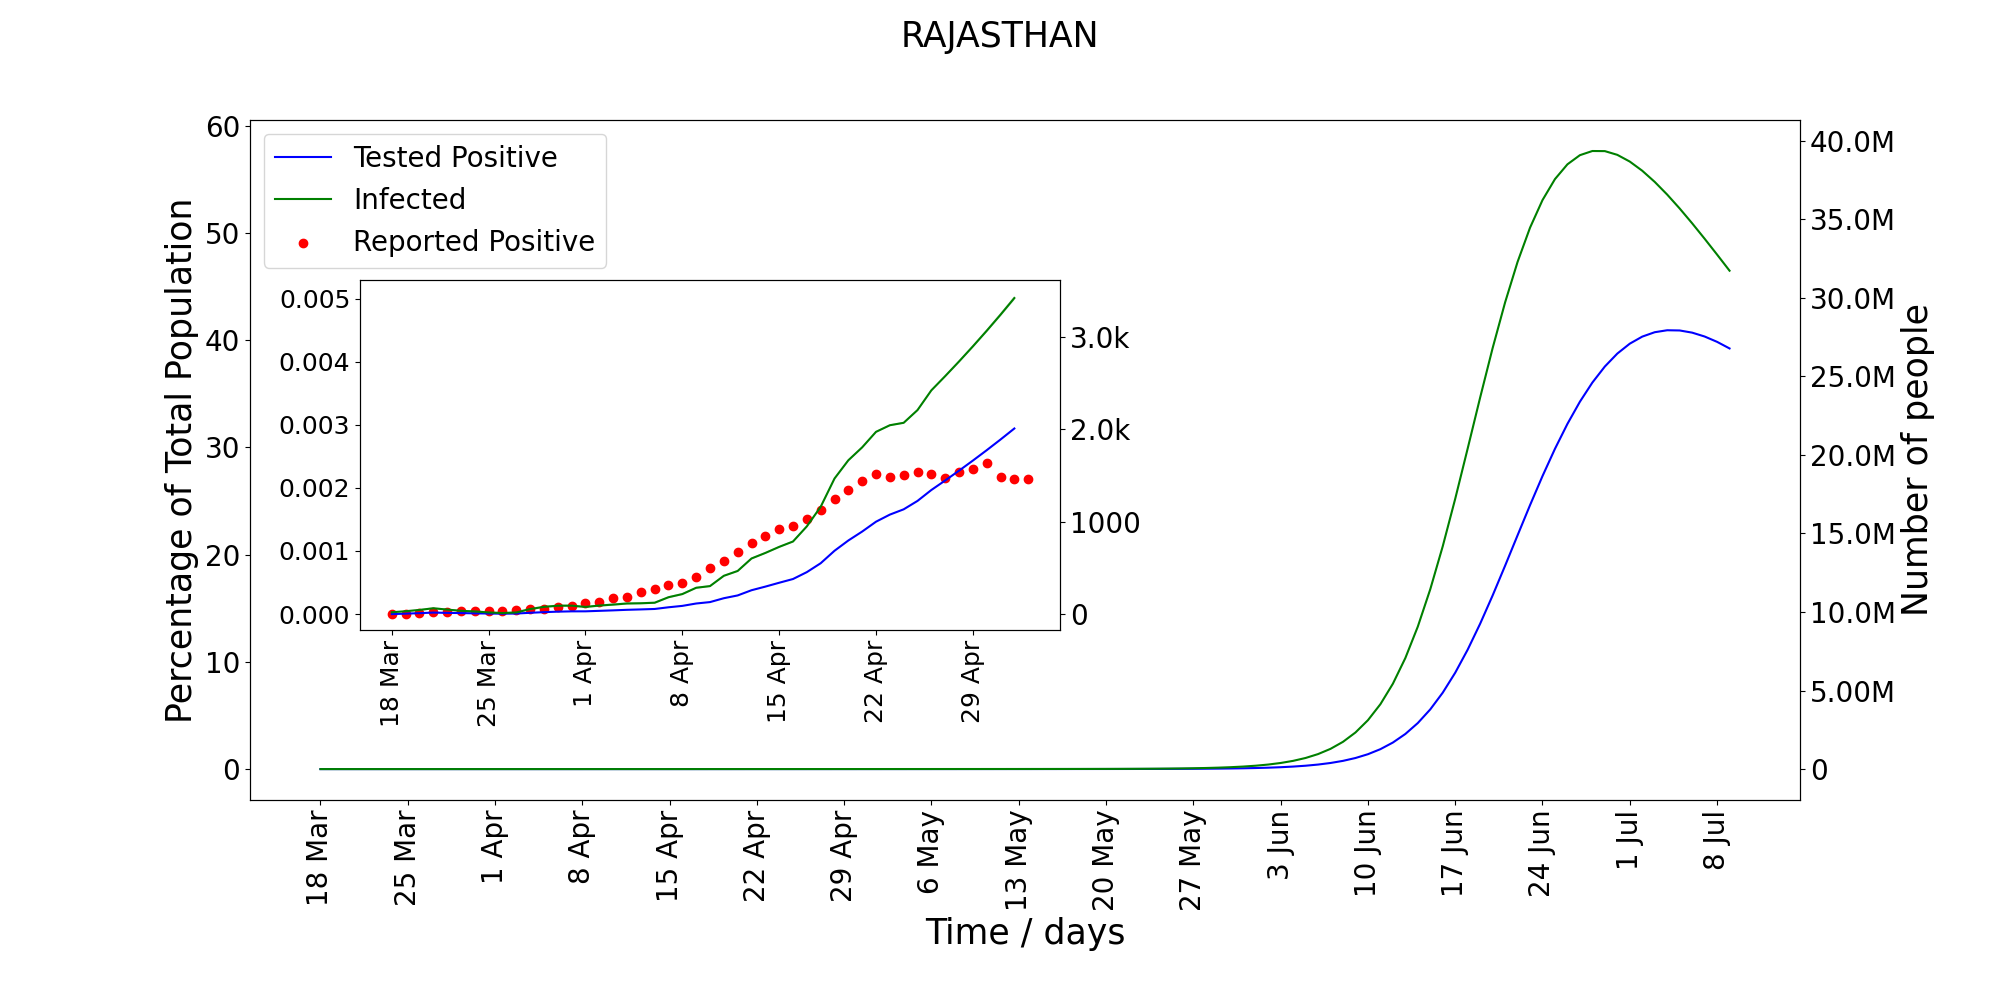 RAJASTHAN
Percentage of Total Population
60
50
40
30
20
10
0
Tested Positive
Infected
Reported Positive
0.005
0.004
0.003
0.002
0.001
0.000
3.0k
2.0k
1000
0
18 Mar
25 Mar
1 Apr
8 Apr
15 Apr
22 Apr
29 Apr
40.0M
35.0M
30.0M
25.0M
20.0M
15.0M
10.0M
5.00M
0
Number of people
18 Mar
25 Mar
1 Apr
8 Apr
15 Apr
22 Apr
29 Apr
6 May
13 May
20 May
27 May
3 Jun
10 Jun
17 Jun
24 Jun
1 Jul
8 Jul
Time / days